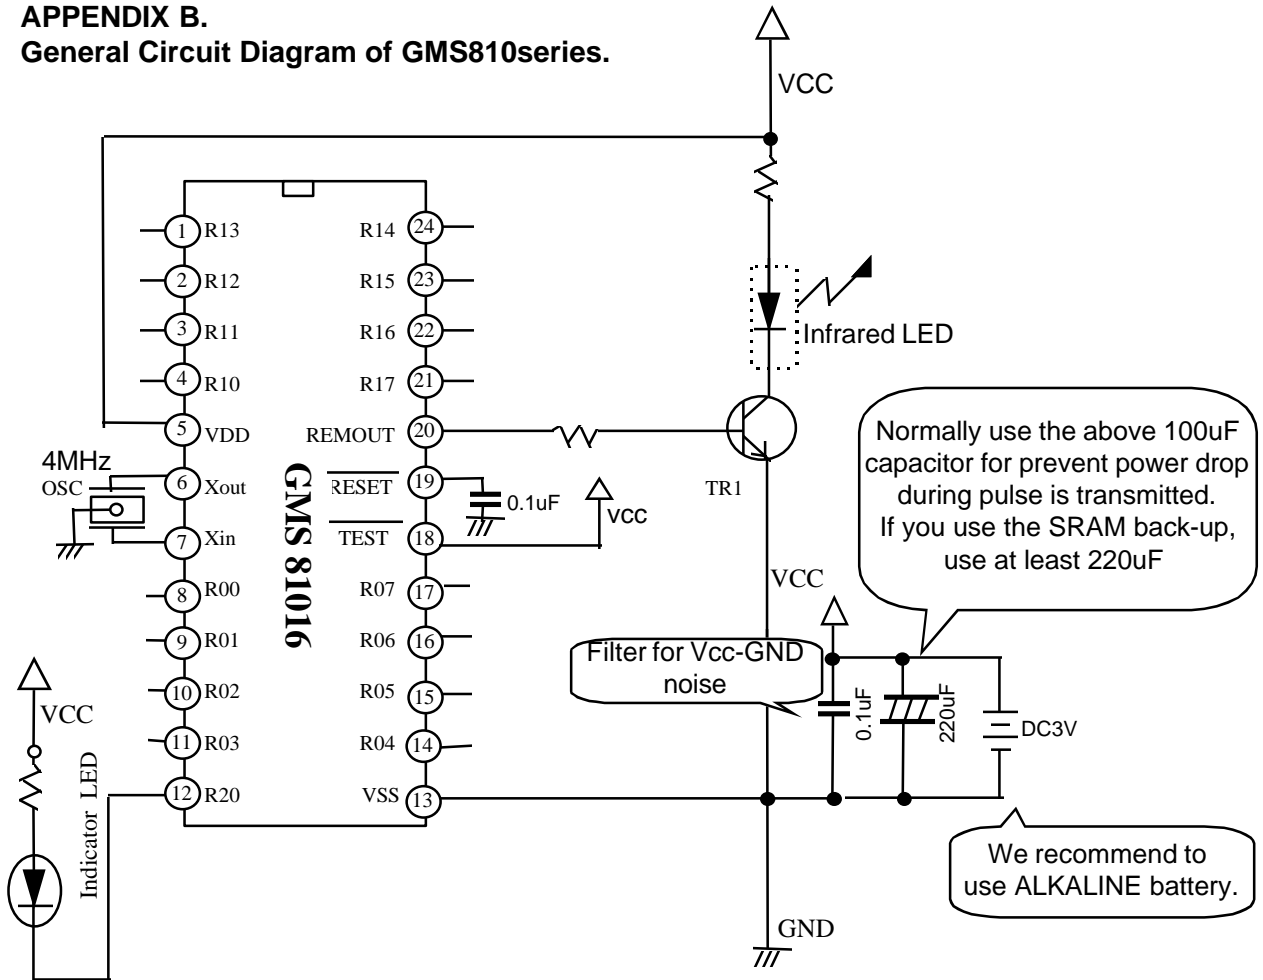 APPENDIX B.
General Circuit Diagram of GMS810series.
VCC
1 R13
R14 24
2 R12
R15 23
3 R11
R16 22
4 R10
R17 21
5 VDD
REMOUT 20
Infrared LED
4MHz
OSC
6 Xout
RESET 19
0.1uF
VCC
TR1
7 Xin
TEST 18
GMS 81016
8 R00
R07 17
9 R01
R06 16
10 R02
R05 15
11 R03
R04 14
12 R20
VSS 13
VCC
Indicator LED
Normally use the above 100uF
capacitor for prevent power drop
during pulse is transmitted.
If you use the SRAM back-up,
use at least 220uF
VCC
Filter for Vcc-GND
noise
0.1uF
220uF
DC3V
We recommend to
use ALKALINE battery.
GND